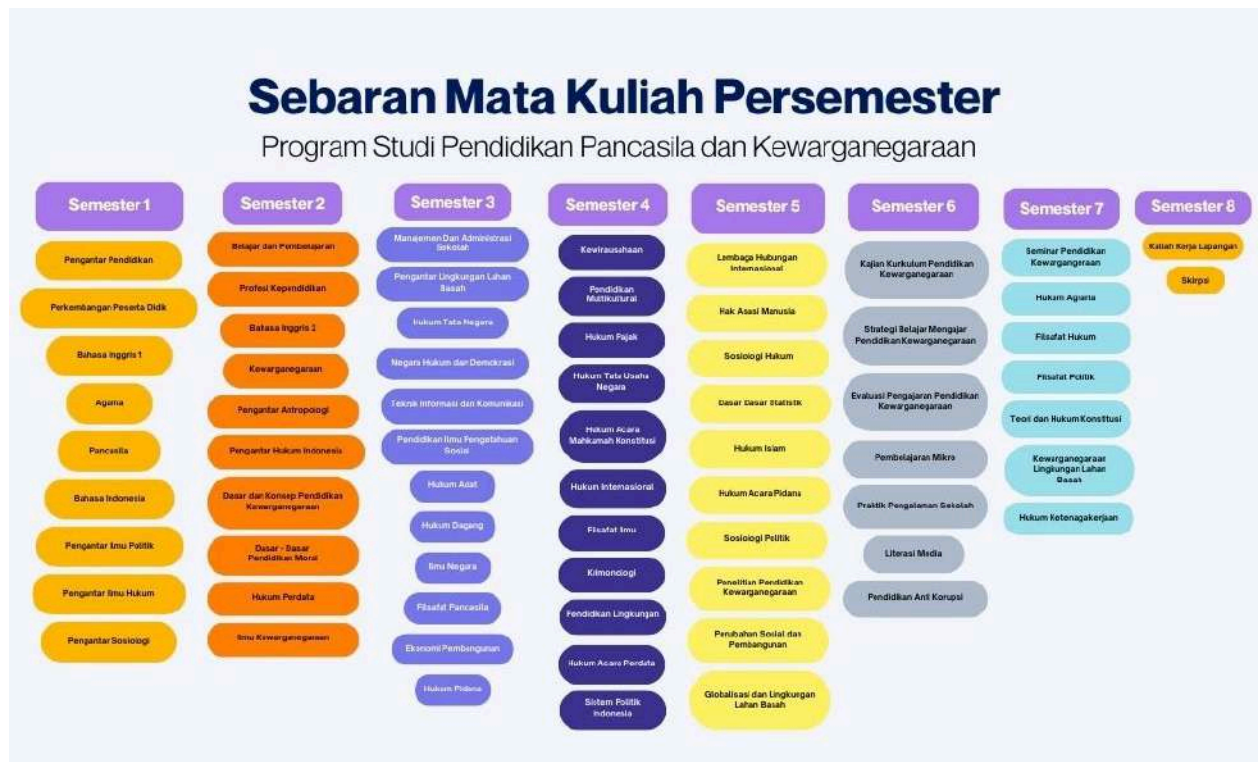 Sebaran Mata Kuliah Persemester
Program Studi Pendidikan Pancasila dan Kewarganegaraan
Semester 1
Pengantar Pendidikan
Perkembangan Peserta Didik
Bahasa Inggris 1
Agama
Pancasila
Bahasa Indonesia
Pengantar Ilmu Politik
Pengantar Ilmu Hukum
Pengantar Sosiologi
Semester 2
Belajar dan Pembelajaran
Profesi Kependidikan
Bahasa Inggris 2
Kewarganegaraan
Pengantar Antropologi
Pengantar Hukum Indonesia
Dasar dan Konsep Pendidikan
Kewarganegaraan
Dasar - Dasar
Pendidikan Moral
Hukum Perdata
Ilmu Kewarganegaraan
Semester 3
Manajemen Dan Administrasi
Sekolah
Pengantar Lingkungan Lahan
Basah
Hukum Tata Negara
Negara Hukum dan Demokrasi
Teknik Informasi dan Komunikasi
Pendidikan Ilmu Pengetahuan
Sosial
Hukum Adat
Hukum Dagang
Ilmu Negara
Filsafat Pancasila
Ekonomi Pembangunan
Hukum Pidana
Semester 4
Kewirausahaan
Pendidikan
Multikultural
Hukum Pajak
Hukum Tata Usaha
Negara
Hukum Acara
Mahkamah Konstitusi
Hukum Internasional
Filsafat Ilmu
Krimonologi
Pendidikan Lingkungan
Hukum Acara Perdata
Sistem Politik
Indonesia
Semester 5
Lembaga Hubungan
Internasional
Hak Asasi Manusia
Sosiologi Hukum
Dasar Dasar Statistik
Hukum Islam
Hukum Acara Pidana
Sosiologi Politik
Penelitian Pendidikan
Kewarganegaraan
Perubahan Sosial dan
Pembangunan
Globalisasi dan Lingkungan
Lahan Basah
Semester 6
Kajian Kurkulum Pendidikan
Kewarganegaraan
Strategi Belajar Mengajar
Pendidikan Kewarganegaraan
Evaluasi Pengajaran Pendidikan
Kewarganegaraan
Pembelajaran Mikro
Praktik Pengalaman Sekolah
Literasi Media
Pendidikan Anti Korupsi
Semester 7
Seminar Pendidikan
Kewargangeraan
Hukum Agraria
Filsafat Hukum
Filsafat Politik
Teori dan Hukum Konstitusi
Kewarganegaraan
Lingkungan Lahan
Basah
Hukum Ketenagakerjaan
Semester 8
Kuliah Kerja Lapangan
Skirpsi